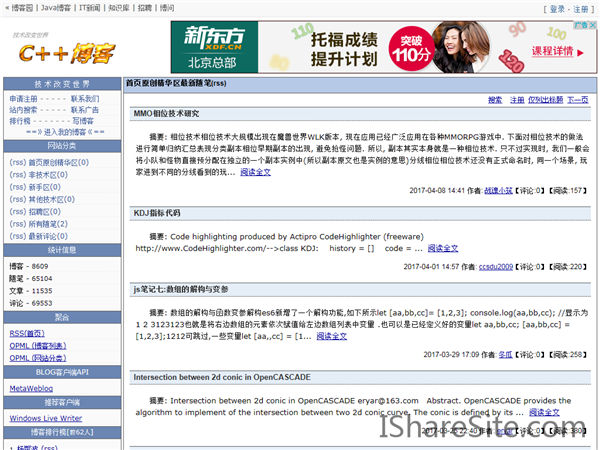 « 博客园 | Java博客 | IT新闻 | 知识库 | 招聘 | 博问
[ 登录 · 注册 ]
技术改变世界
C++博客
新东方
XDF.CN
北京总部
托福成绩
提升计划
突破
110分
课程详情
广告
技 术 改 变 世 界
申请注册 - - - - - 联系我们
站内搜索 - - - - - 联系广告
排行榜 - - - - - - - 写博客
==》进入我的博客《==
网站分类
(rss) 首页原创精华区(0)
(rss) 非技术区(0)
(rss) 新手区(0)
(rss) 其他技术区(0)
(rss) 招聘区(0)
(rss) 所有随笔(2)
(rss) 最新评论(0)
统计信息
博客 - 8609
随笔 - 65104
文章 - 11535
评论 - 69553
聚合
RSS(首页)
OPML (博客列表)
OPML (网站分类)
BLOG客户端API
MetaWeblog
推荐客户端
Windows Live Writer
博客排行榜[前62人]
首页原创精华区最新随笔(rss)
搜索 注册 仅列出标题 下一页
MMO相位技术研究
摘要: 相位技术相位技术大规模出现在魔兽世界WLK版本, 现在应用已经广泛应用在各种MMORPG游戏中. 下面对相位技术的做法
进行简单归纳汇总表现分类副本相位早期副本的出现, 避免抢怪问题. 所以, 副本其实本身就是一种相位技术. 只不过实现时, 我们一般会
将小队和怪物直接预分配在独立的一个副本实例中(所以副本原文也是实例的意思)分线相位相位技术还没有正式命名时, 同一个场景, 玩
家进到不同的分线看到的玩... 阅读全文
2017-04-08 14:41 作者: 战魂小筑【评论:0】【阅读:157】
KDJ指标代码
摘要: Code highlighting produced by Actipro CodeHighlighter (freeware)
http://www.CodeHighlighter.com/-->class KDJ: history = [] code = ... 阅读全文
2017-04-01 14:57 作者: ccsdu2009【评论:0】【阅读:220】
js笔记七:数组的解构与变参
摘要: 数组的解构与函数变参解构es6新增了一个解构功能,如下所示let [aa,bb,cc]= [1,2,3]; console.log(aa,bb,cc); //显示为
1 2 3123123也就是将右边数组的元素依次赋值给左边数组列表中变量 .也可以是已经定义好的变量let aa,bb,cc; [aa,bb,cc] =
[1,2,3];1212可跳过,一些变量let [aa,,cc] = [1... 阅读全文
2017-03-29 17:09 作者: 冬瓜【评论:0】【阅读:258】
Intersection between 2d conic in OpenCASCADE
摘要: Intersection between 2d conic in OpenCASCADE eryar@163.com Abstract. OpenCASCADE provides the
algorithm to implement of the intersection between two 2d conic curve. The conic is defined by its ... 阅读全文
2017-03-25 22:40 作者: eryar【评论:0】【阅读:380】
IShareSite.com